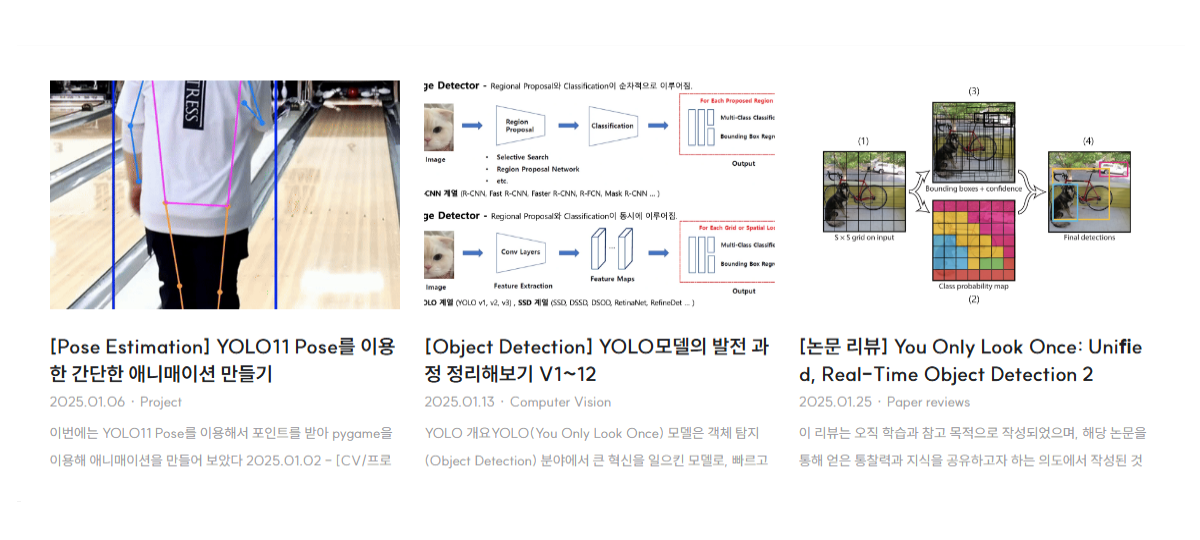 TRESS
ge Detector - Regional Proposal와 Classification이 순차적으로 이루어짐.
For Each Proposed Region
Region Proposal
Classification
Multi-Class Classific
Bounding Box Regr
Image
Output
• Selective Search
• Region Proposal Network
• etc.
-CNN 계열 (R-CNN, Fast R-CNN, Faster R-CNN, R-FCN, Mask R-CNN ... )
ge Detector - Regional Proposal와 Classification이 동시에 이루어짐.
For Each Grid or Spatial Loc
Conv Layers
...
Multi-Class Classific
Bounding Box Regr
Image
Feature Extraction
Feature Maps
Output
OLO 계열 (YOLO v1, v2, v3) , SSD 계열 (SSD, DSSD, DSOD, RetinaNet, RefineDet ... )
(3)
(1)
(4)
Bounding boxes + confidence
S × S grid on input
Final detections
Class probability map
(2)
[Pose Estimation] YOLO11 Pose를 이용
한 간단한 애니매이션 만들기
2025.01.06 · Project
이번에는 YOLO11 Pose를 이용해서 포인트를 받아 pygame을
이용해 애니매이션을 만들어 보았다 2025.01.02 - [CV/프로
[Object Detection] YOLO모델의 발전 과
정 정리해보기 V1~12
2025.01.13 · Computer Vision
YOLO 개요YOLO(You Only Look Once) 모델은 객체 탐지
(Object Detection) 분야에서 큰 혁신을 일으킨 모델로, 빠르고
[논문 리뷰] You Only Look Once: Unifie
d, Real-Time Object Detection 2
2025.01.25 · Paper reviews
이 리뷰는 오직 학습과 참고 목적으로 작성되었으며, 해당 논문을
통해 얻은 통찰력과 지식을 공유하고자 하는 의도에서 작성된 것